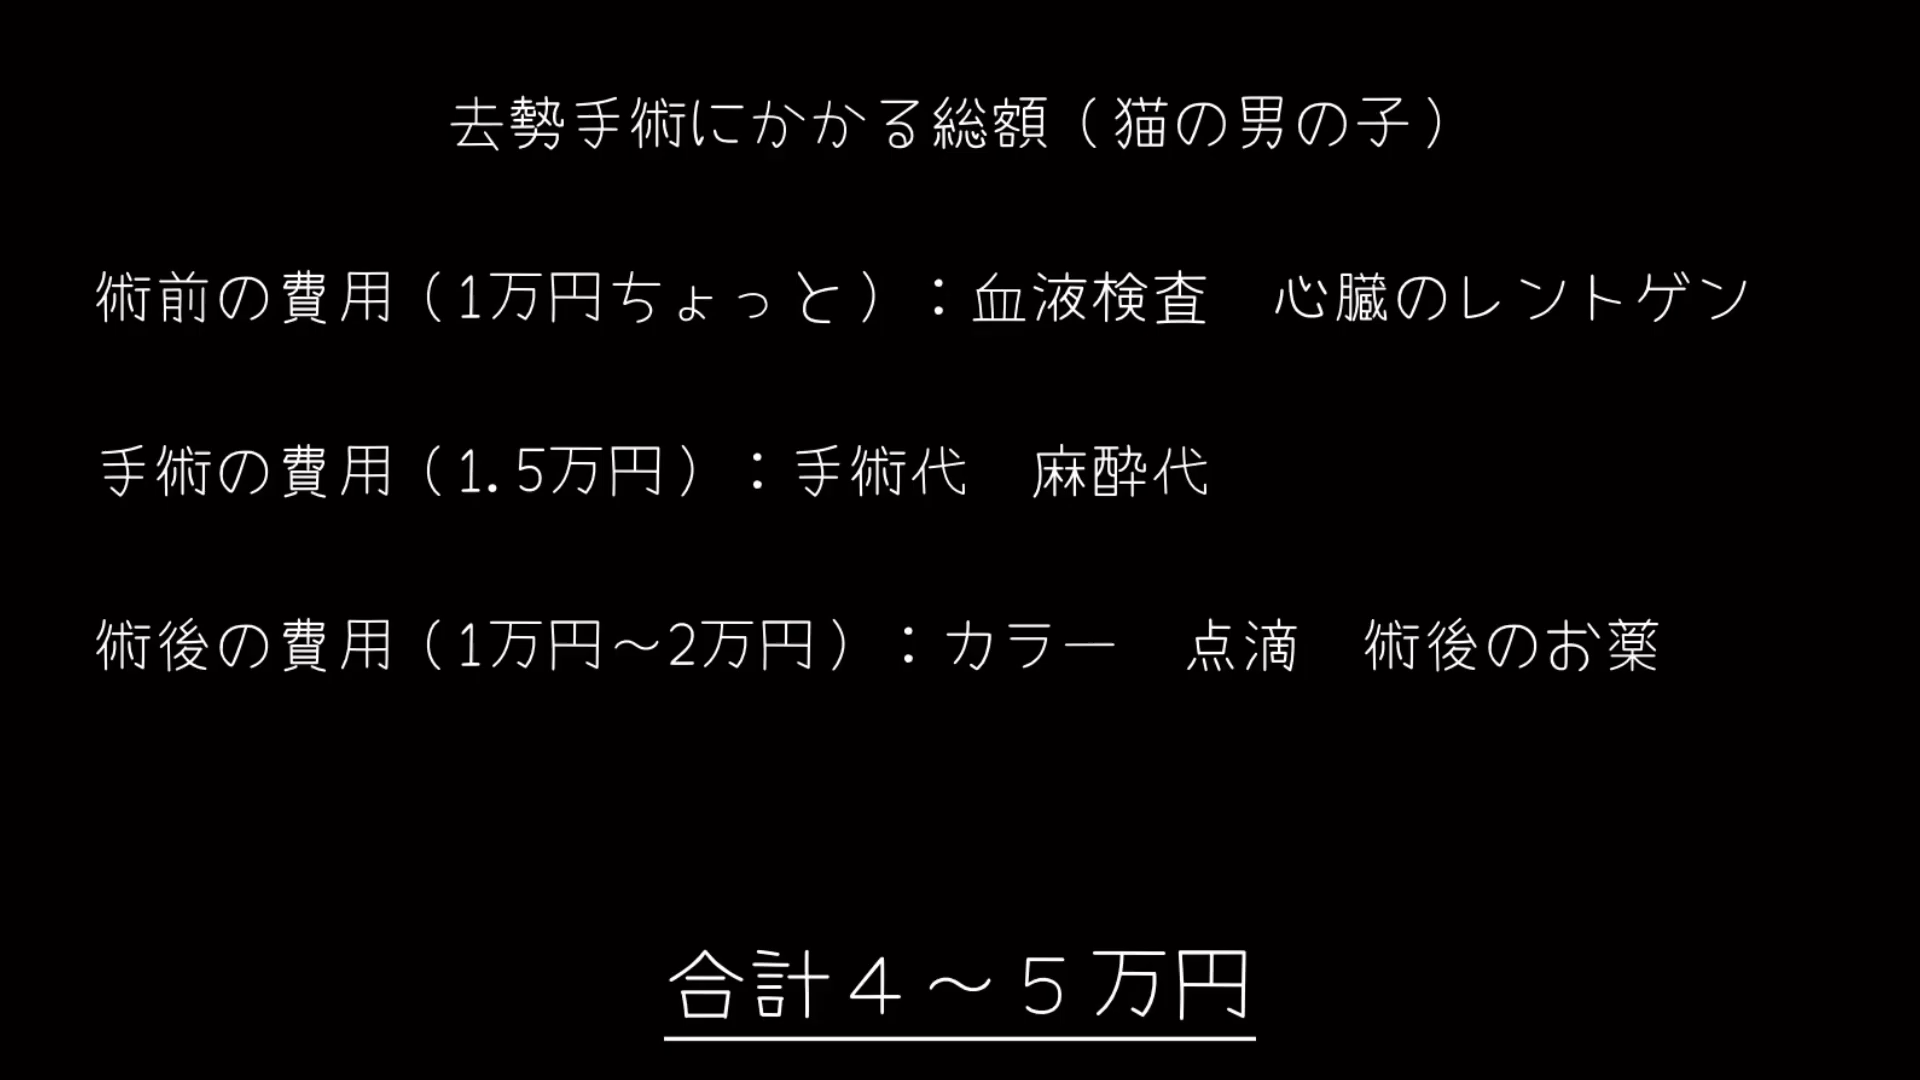 去勢手術にかかる総額（猫の男の子）
術前の費用（1万円ちょっと）：血液検査　心臓のレントゲン
手術の費用（1.5万円）：手術代　麻酔代
術後の費用（1万円～2万円）：カラー　点滴　術後のお薬
合計４～５万円